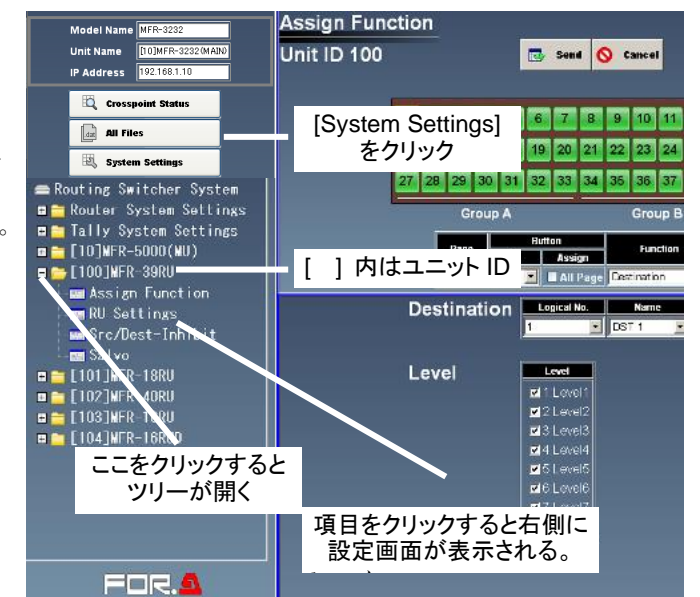 Model Name MFR-3232
Unit Name [10]MFR-3232(MAIN)
IP Address 192.168.1.10
Crosspoint Status
All Files
System Settings
Routing Switcher System
Router System Settings
Tally System Settings
[10]MFR-5000(MU)
[100]MFR-39RU
Assign Function
RU Settings
Src/Dest-Inhibit
Salvo
[101]MFR-18RU
[102]MFR-40RU
[103]MFR-16RU
[104]MFR-16RUD
ここをクリックすると
ツリーが開く
FOR.A
。
Assign Function
Unit ID 100
Send Cancel
[System Settings]
をクリック
6 7 8 9 10 11
19 20 21 22 23 24
27 28 29 30 31 32 33 34 35 36 37
Group A Group B
Button Function
Assign
All Page Destination
[ ] 内はユニット ID
Destination
Logical No. Name
1 DST 1
Level
Level
1 Level1
2 Level2
3 Level3
4 Level4
5 Level5
6 Level6
項目をクリックすると右側に
設定画面が表示される。